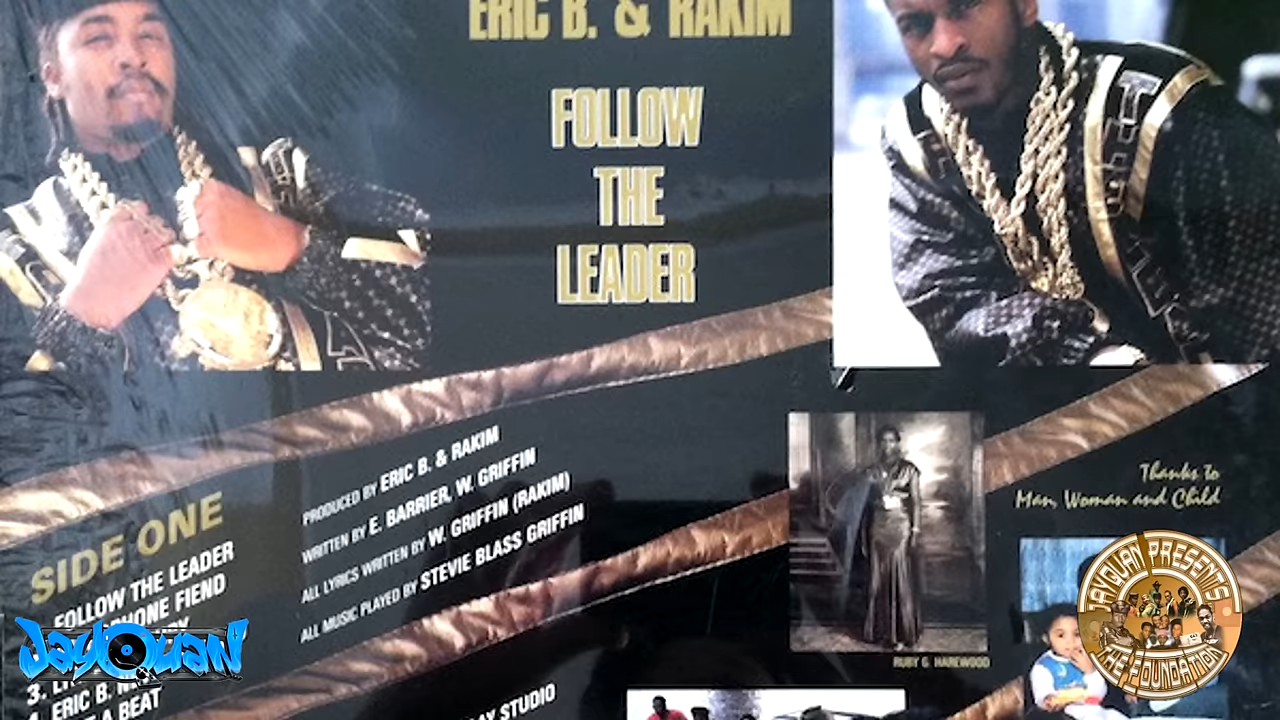 ERIC B. & RAKIM
FOLLOW
THE
LEADER
PRODUCED BY ERIC B. & RAKIM
WRITTEN BY E. BARRIER, W. GRIFFIN
ALL LYRICS WRITTEN BY W. GRIFFIN (RAKIM)
ALL MUSIC PLAYED BY STEVIE BLASS GRIFFIN
SIDE ONE
FOLLOW THE LEADER
FIEND
3.
4. ERIC B.
A BEAT
STUDIO
RUBY G. HAREWOOD
Thanks to
Man, Woman and Child
JayQuan
JAYQUAN PRESENTS
THE FOUNDATION